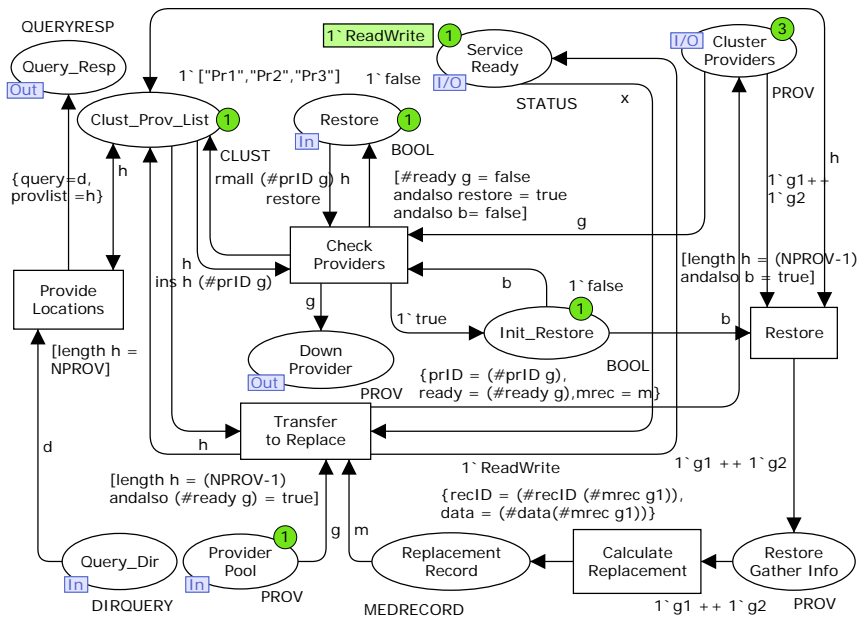 QUERYRESP
Query_Resp
Out
1`["Pr1","Pr2","Pr3"]
Clust_Prov_List
1
CLUST
1`false
Restore
1
In
BOOL
1`ReadWrite
1
Service
Ready
I/O
STATUS
x
I/O
Cluster
Providers
3
PROV
h
{query=d,
provlist =h}
h
rmall (#prID g) h
restore
[#ready g = false
andalso restore = true
andalso b= false]
1`g1++
1`g2
g
Check
Providers
h
ins h (#prID g)
b
1`false
[length h = (NPROV-1)
andalso b = true]
Provide
Locations
g
1`true
1
Init_Restore
BOOL
b
Restore
[length h =
NPROV]
Down
Provider
Out
PROV
{prID = (#prID g),
ready = (#ready g),mrec = m}
Transfer
to Replace
h
d
1`ReadWrite
1`g1 ++ 1`g2
[length h = (NPROV-1)
andalso (#ready g) = true]
g
m
{recID = (#recID (#mrec g1)),
data = (#data(#mrec g1))}
Query_Dir
In
DIRQUERY
Provider
Pool
1
In
PROV
Replacement
Record
MEDRECORD
Calculate
Replacement
1`g1 ++ 1`g2
Restore
Gather Info
PROV